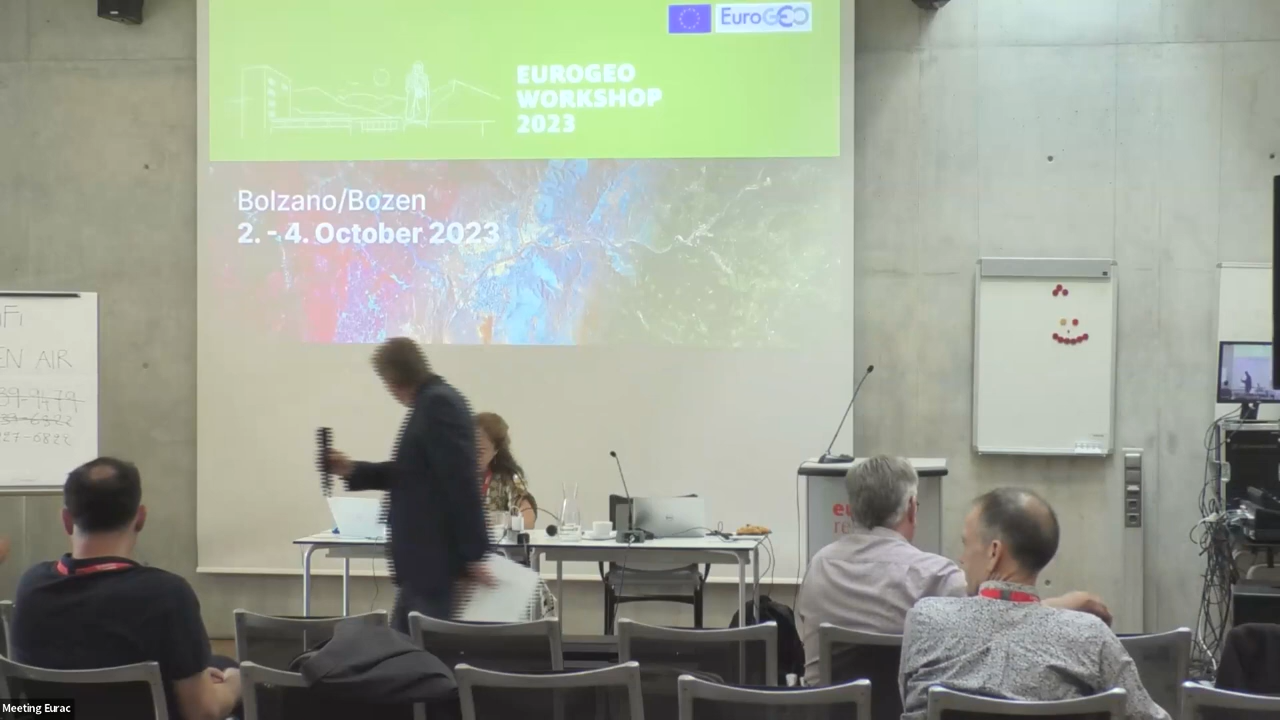 EuroGEO
EUROGEO
WORKSHOP
2023
Bolzano/Bozen
2. - 4. October 2023
EN AIR
Meeting Eurac